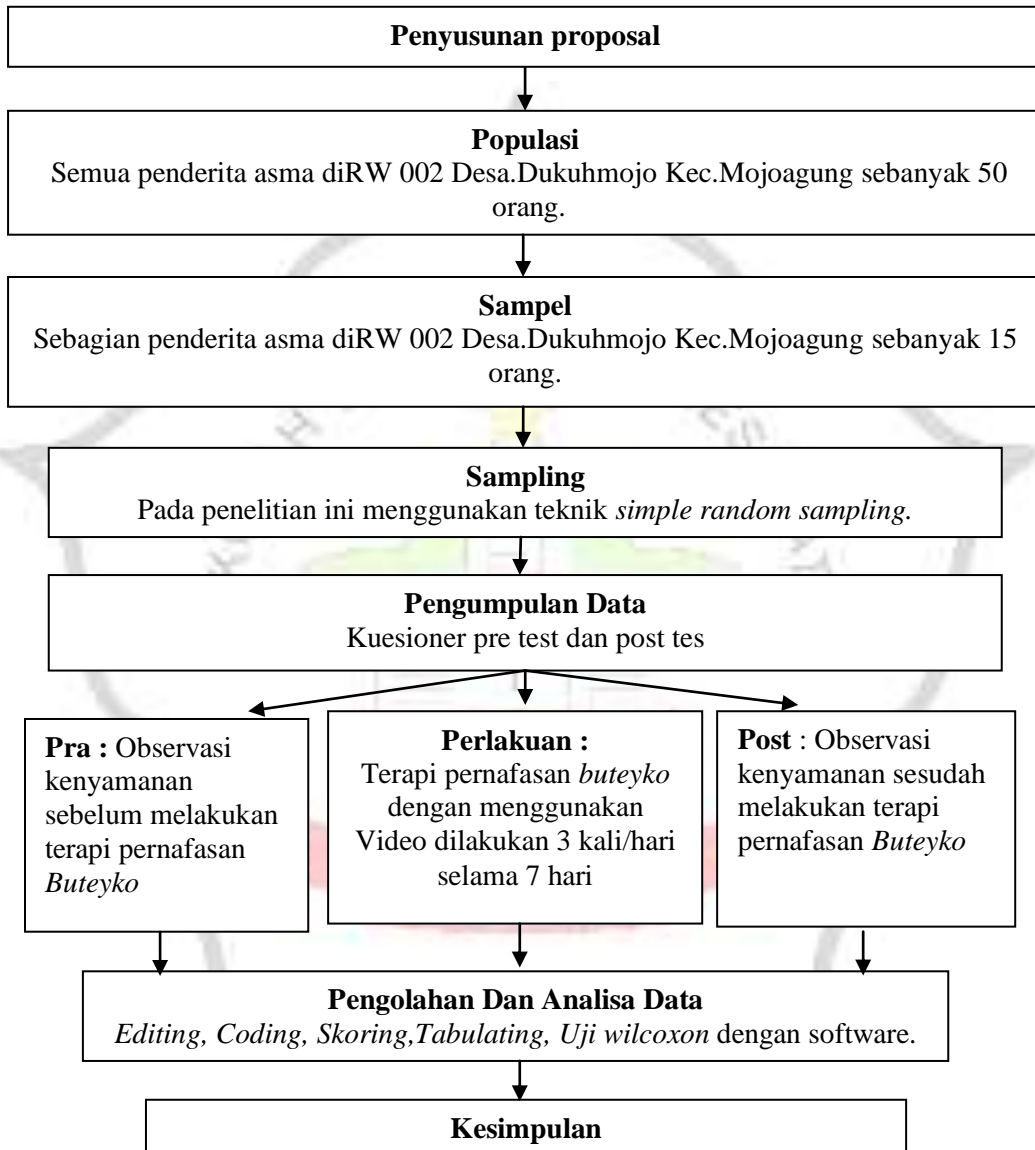 Penyusunan proposal
Populasi
Semua penderita asma diRW 002 Desa.Dukuhmojo Kec.Mojoagung sebanyak 50
orang.
Sampel
Sebagian penderita asma diRW 002 Desa.Dukuhmojo Kec.Mojoagung sebanyak 15
orang.
Sampling
Pada penelitian ini menggunakan teknik simple random sampling.
Pengumpulan Data
Kuesioner pre test dan post tes
Pra : Observasi
kenyamanan
sebelum melakukan
terapi pernafasan
Buteyko
Perlakuan :
Terapi pernafasan buteyko
dengan menggunakan
Video dilakukan 3 kali/hari
selama 7 hari
Post : Observasi
kenyamanan sesudah
melakukan terapi
pernafasan Buteyko
Pengolahan Dan Analisa Data
Editing, Coding, Skoring,Tabulating, Uji wilcoxon dengan software.
Kesimpulan